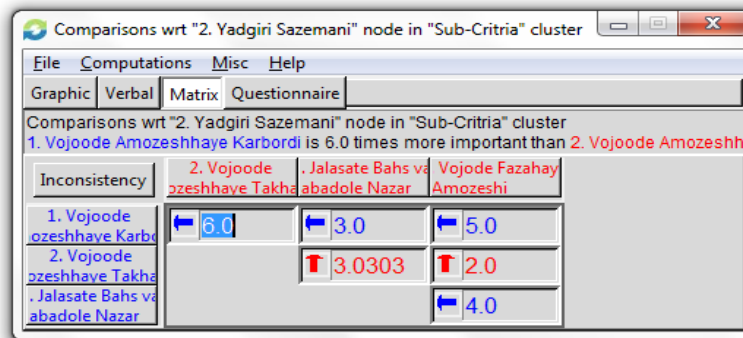 Comparisons wrt "2. Yadgiri Sazemani" node in "Sub-Critria" cluster
File Computations Misc Help
Graphic Verbal Matrix Questionnaire
Comparisons wrt "2. Yadgiri Sazemani" node in "Sub-Critria" cluster
1. Vojoode Amozeshhaye Karbordi is 6.0 times more important than 2. Vojoode Amozeshh
Inconsistency
2. Vojoode
ozeshhaye Takha
. Jalasate Bahs va
abadole Nazar
Vojode Fazahay
Amozeshi
1. Vojoode
ozeshhaye Karbo
6.0 3.0 5.0
2. Vojoode
ozeshhaye Takha
3.0303 2.0
. Jalasate Bahs va
abadole Nazar
4.0